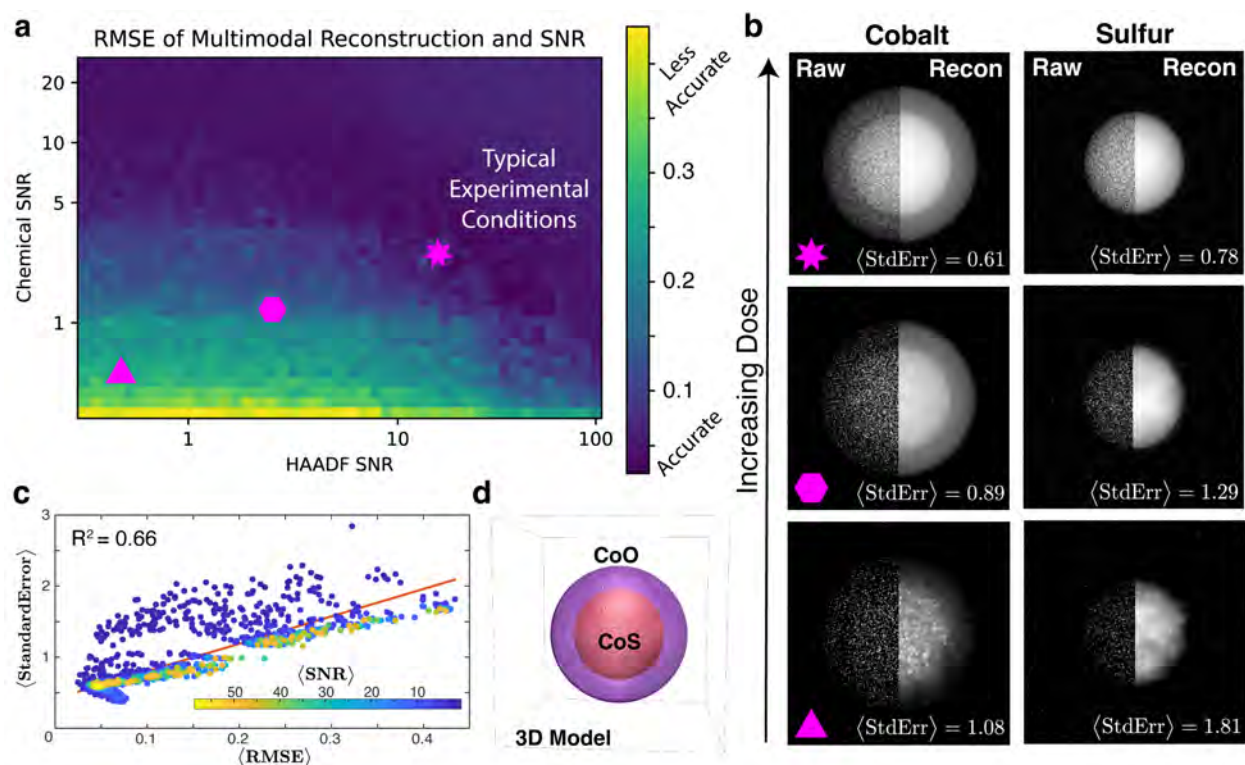 a
RMSE of Multimodal Reconstruction and SNR
20
10
5
1
Chemical SNR
1
10
100
HAADF SNR
Typical
Experimental
Conditions
Less
Accurate
0.3
0.2
0.1
Accurate
b
Cobalt
Sulfur
Raw Recon
Raw Recon
⟨StdErr⟩ = 0.61
⟨StdErr⟩ = 0.78
⟨StdErr⟩ = 0.89
⟨StdErr⟩ = 1.29
⟨StdErr⟩ = 1.08
⟨StdErr⟩ = 1.81
Increasing Dose
c
R² = 0.66
3
2
1
0
0.1
0.2
0.3
0.4
⟨StandardError⟩
⟨RMSE⟩
⟨SNR⟩
50
40
30
20
10
d
CoO
CoS
3D Model